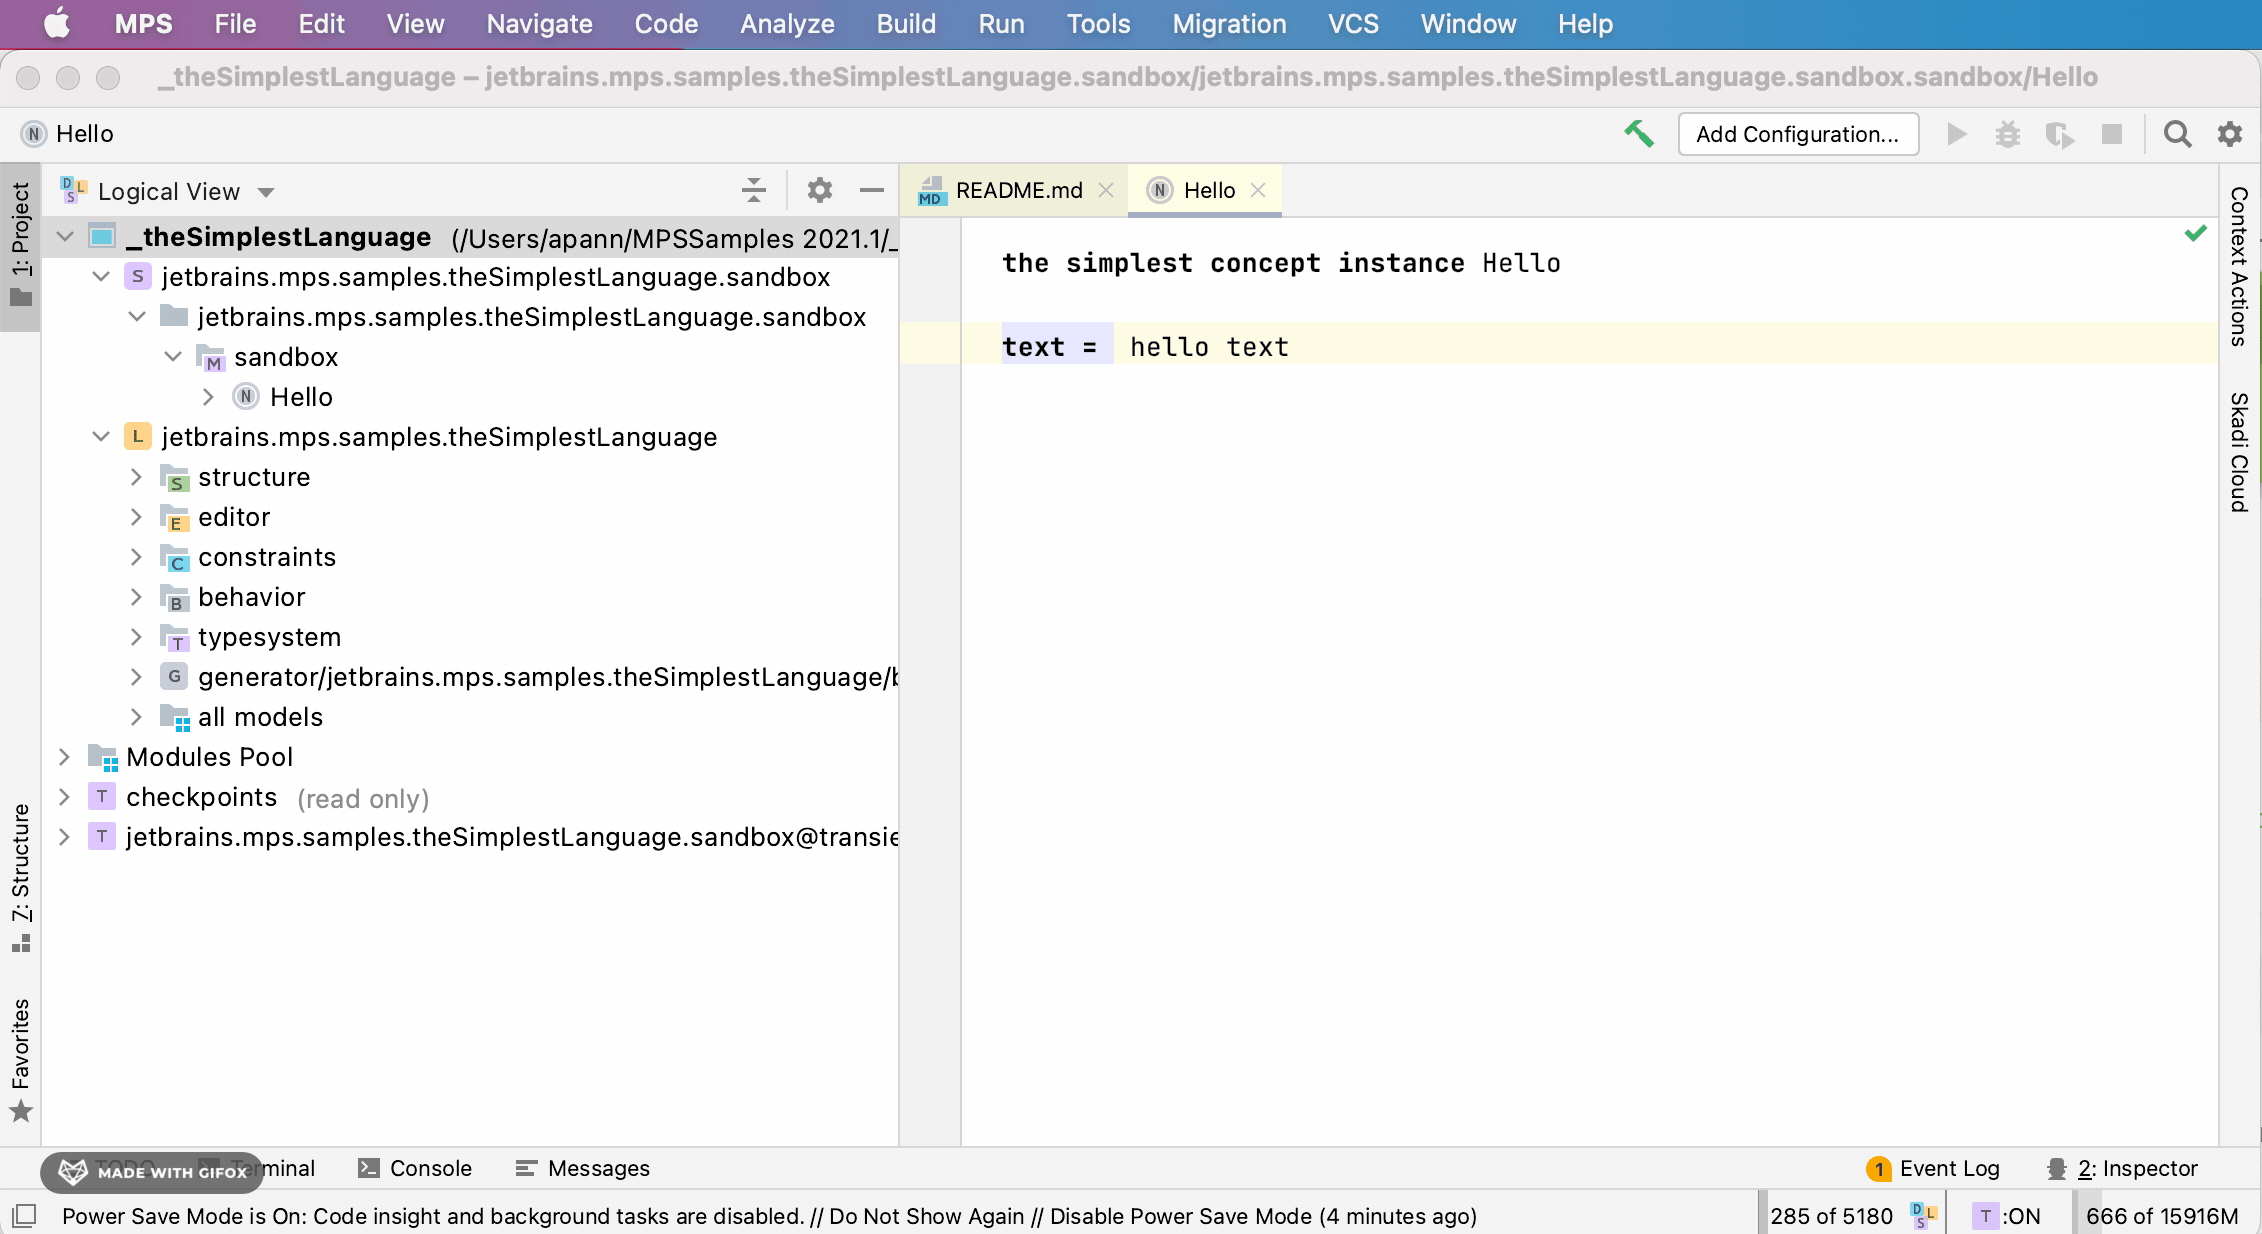 MPS File Edit View Navigate Code Analyze Build Run Tools Migration VCS Window Help
_theSimplestLanguage – jetbrains.mps.samples.theSimplestLanguage.sandbox/jetbrains.mps.samples.theSimplestLanguage.sandbox.sandbox/Hello
N Hello Add Configuration...
1: Project
Logical View
_theSimplestLanguage (/Users/apann/MPSSamples 2021.1/_
S jetbrains.mps.samples.theSimplestLanguage.sandbox
jetbrains.mps.samples.theSimplestLanguage.sandbox
M sandbox
N Hello
L jetbrains.mps.samples.theSimplestLanguage
S structure
E editor
C constraints
B behavior
T typesystem
G generator/jetbrains.mps.samples.theSimplestLanguage/
all models
Modules Pool
T checkpoints (read only)
T jetbrains.mps.samples.theSimplestLanguage.sandbox@transie
7: Structure
Favorites
MD README.md N Hello
the simplest concept instance Hello
text = hello text
Context Actions
Skadi Cloud
MADE WITH GIFOX
Console Messages 1 Event Log 2: Inspector
Power Save Mode is On: Code insight and background tasks are disabled. // Do Not Show Again // Disable Power Save Mode (4 minutes ago) 285 of 5180 T :ON 666 of 15916M